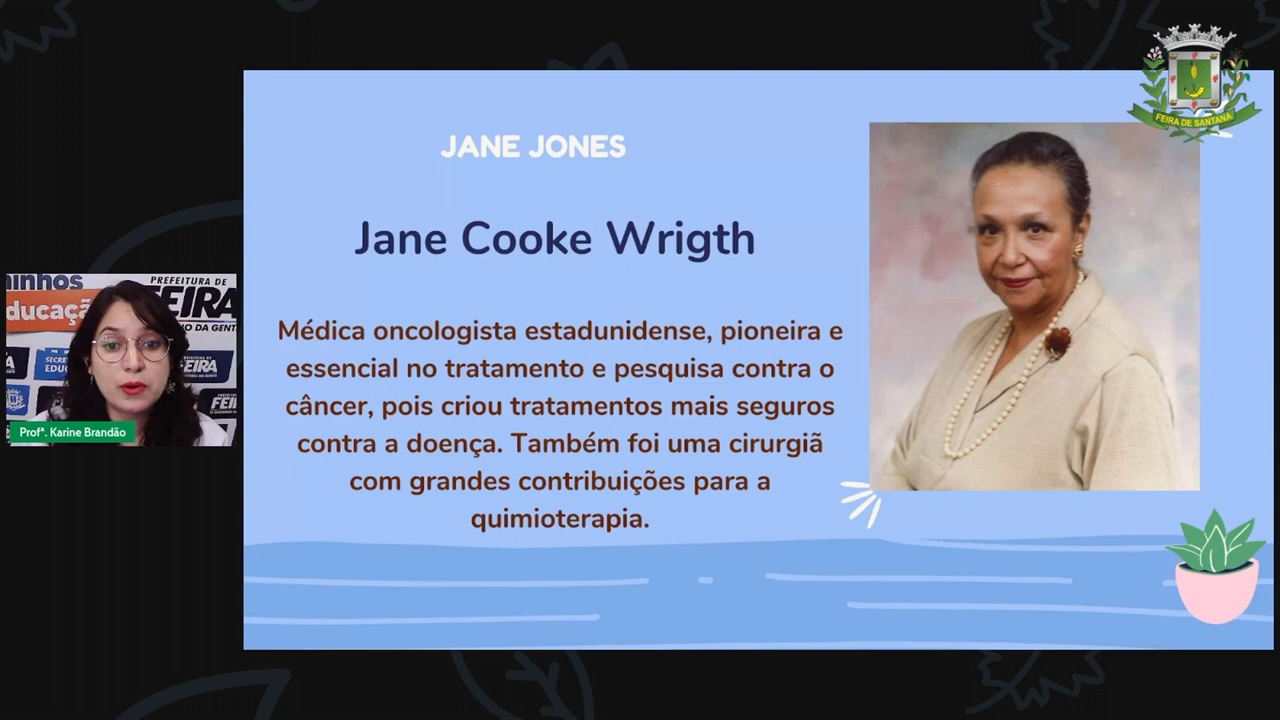 FEIRA DE SANTANA
JANE JONES
Jane Cooke Wrigth
Médica oncologista estadunidense, pioneira e
essencial no tratamento e pesquisa contra o
câncer, pois criou tratamentos mais seguros
contra a doença. Também foi uma cirurgiã
com grandes contribuições para a
quimioterapia.
PREFEITURA DE
FEIRA
Profª. Karine Brandão